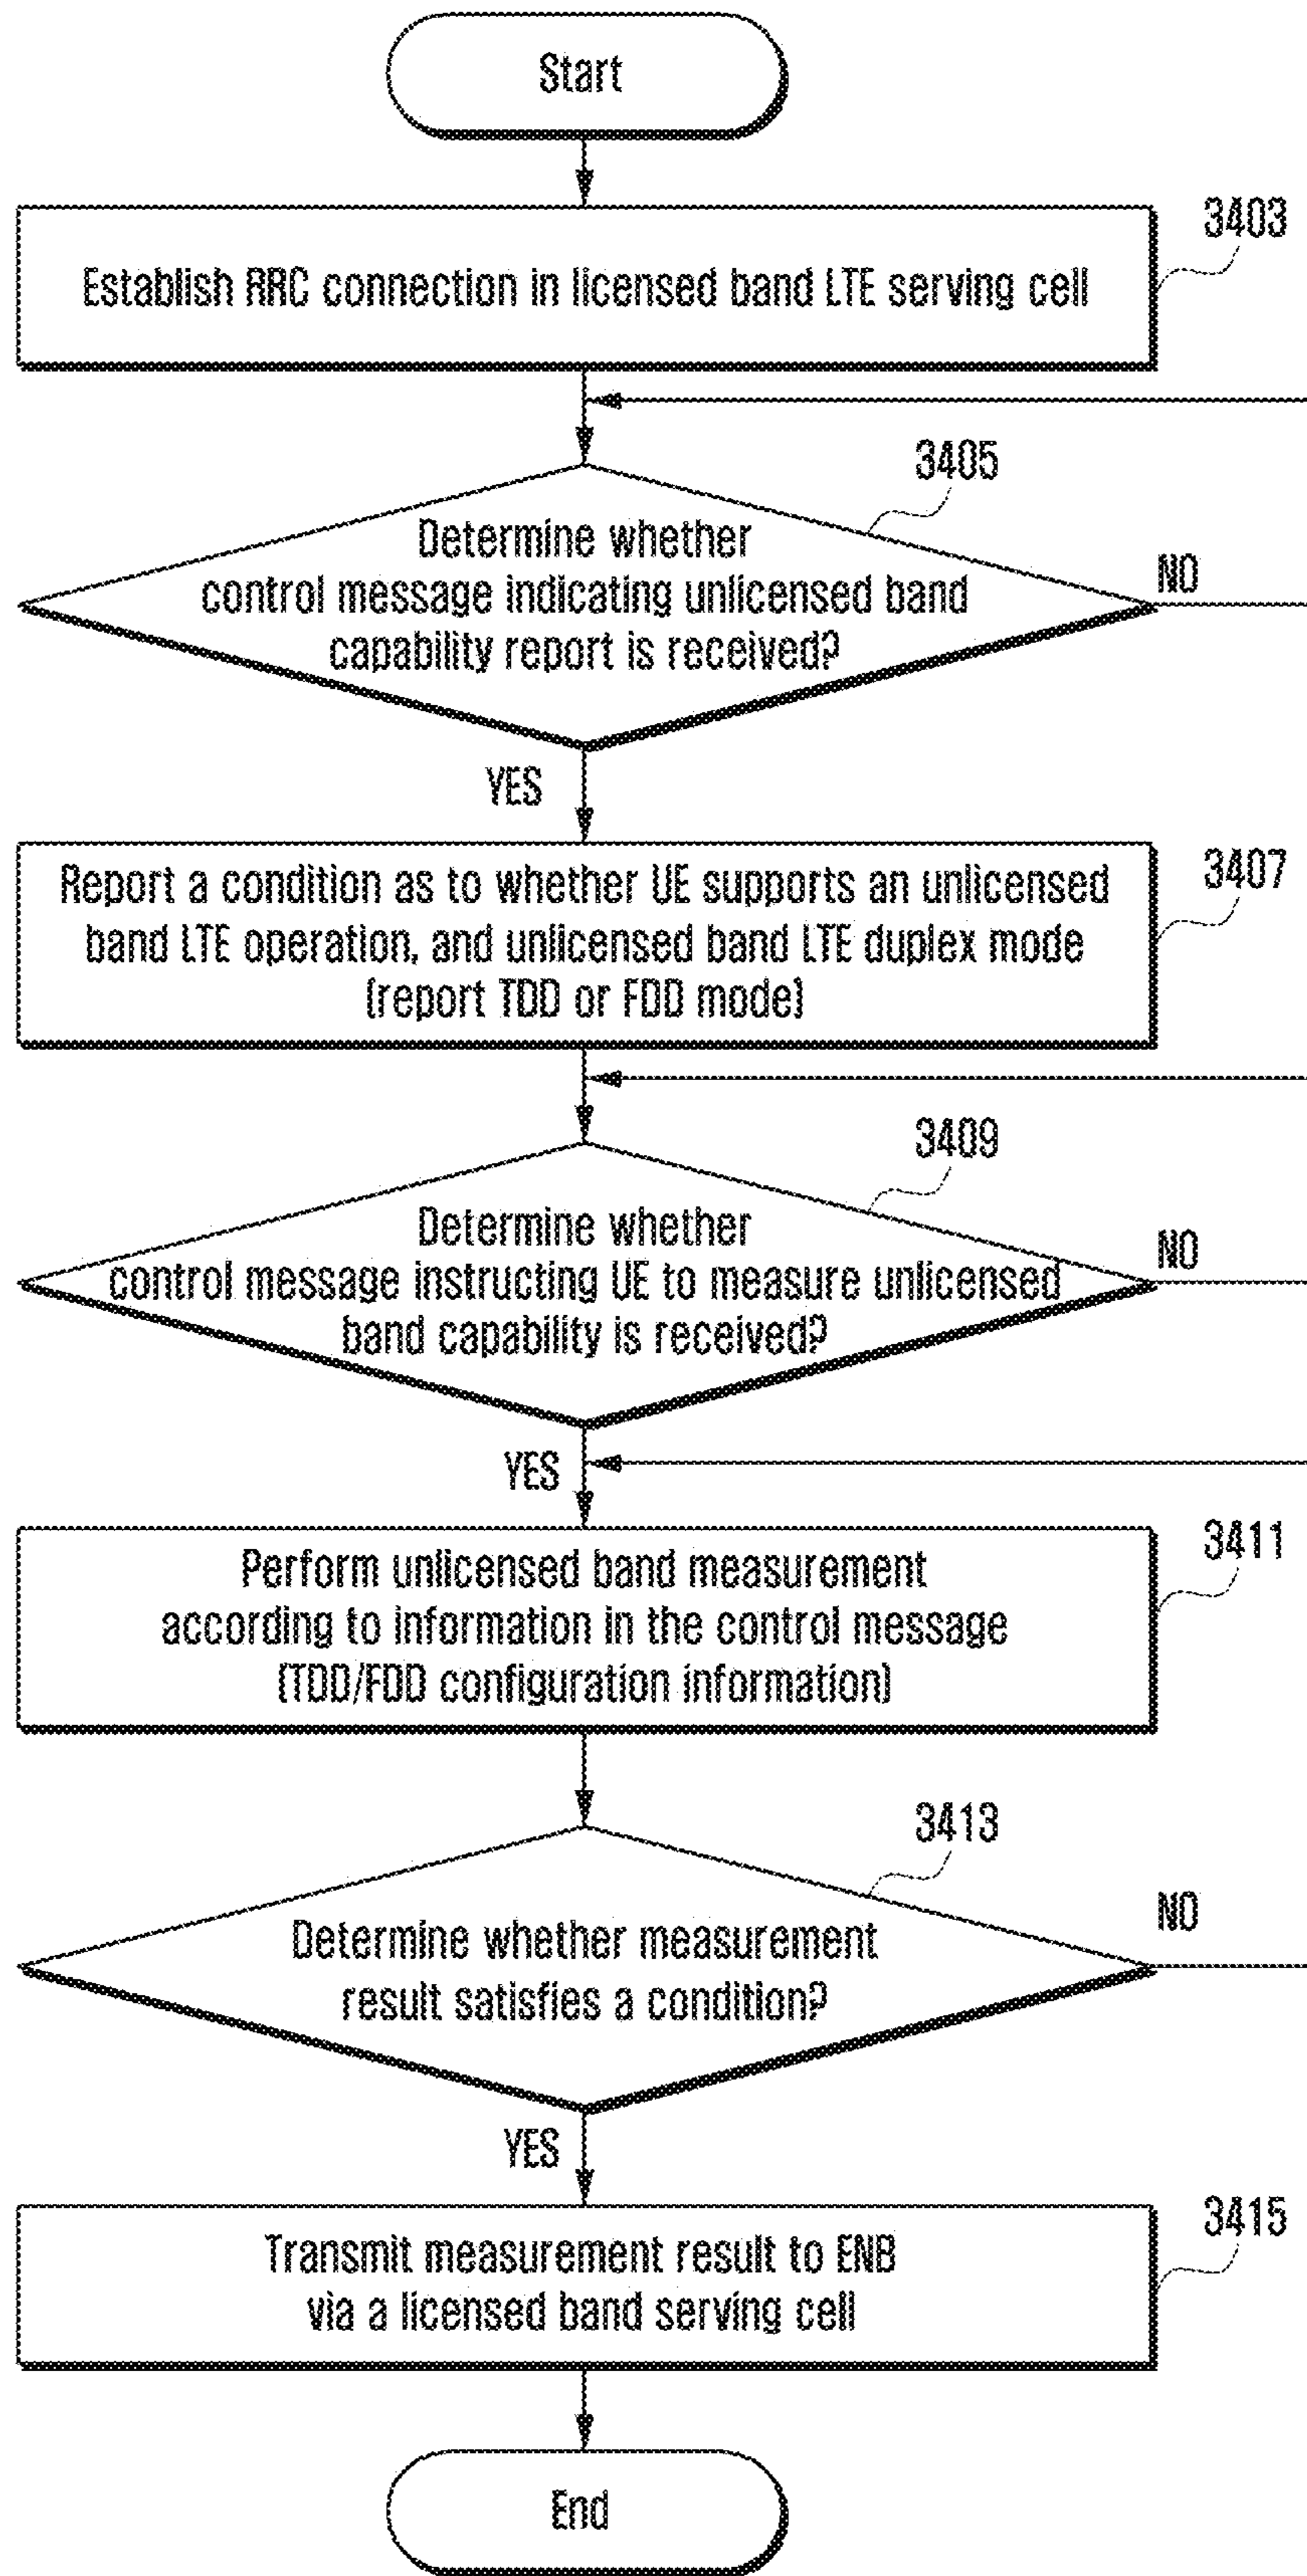 Start
3403
Establish RRC connection in licensed band LTE serving cell
3405
Determine whether
control message indicating unlicensed band
capability report is received?
NO
YES
3407
Report a condition as to whether UE supports an unlicensed
band LTE operation, and unlicensed band LTE duplex mode
(report TDD or FDD mode)
3409
Determine whether
control message instructing UE to measure unlicensed
band capability is received?
NO
YES
3411
Perform unlicensed band measurement
according to information in the control message
(TDD/FDD configuration information)
3413
Determine whether measurement
result satisfies a condition?
NO
YES
3415
Transmit measurement result to ENB
via a licensed band serving cell
End